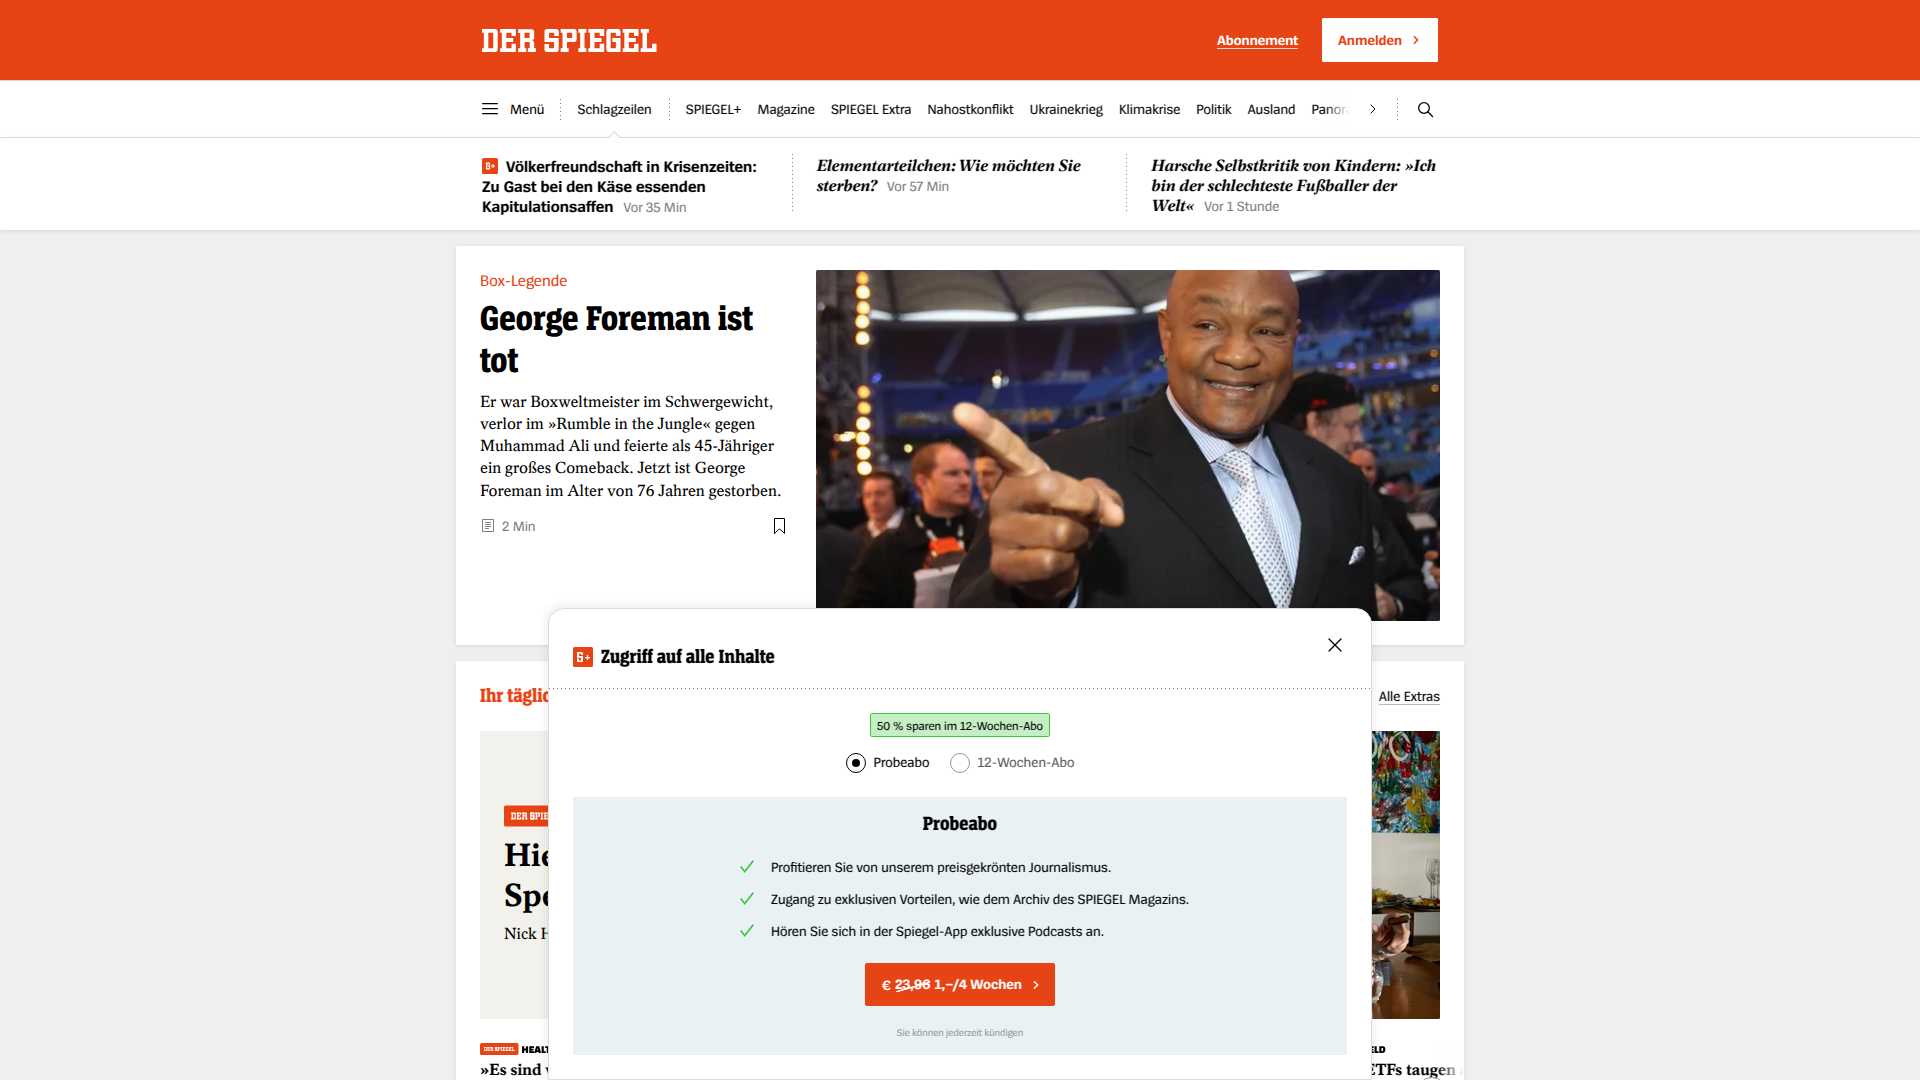 DER SPIEGEL
Abonnement
Anmelden
Menü
Schlagzeilen
SPIEGEL+
Magazine
SPIEGEL Extra
Nahostkonflikt
Ukrainekrieg
Klimakrise
Politik
Ausland
Völkerfreundschaft in Krisenzeiten:
Zu Gast bei den Käse essenden
Kapitulationsaffen Vor 35 Min
Elementarteilchen: Wie möchten Sie
sterben? Vor 57 Min
Harsche Selbstkritik von Kindern: »Ich
bin der schlechteste Fußballer der
Welt« Vor 1 Stunde
Box-Legende
George Foreman ist
tot
Er war Boxweltmeister im Schwergewicht,
verlor im »Rumble in the Jungle« gegen
Muhammad Ali und feierte als 45-Jähriger
ein großes Comeback. Jetzt ist George
Foreman im Alter von 76 Jahren gestorben.
2 Min
Zugriff auf alle Inhalte
Ihr
Alle Extras
50 % sparen im 12-Wochen-Abo
Probeabo
12-Wochen-Abo
Probeabo
Profitieren Sie von unserem preisgekrönten Journalismus.
Zugang zu exklusiven Vorteilen, wie dem Archiv des SPIEGEL Magazins.
Hören Sie sich in der Spiegel-App exklusive Podcasts an.
€ 23,96 1,–/4 Wochen
Sie können jederzeit kündigen
Nick
DER SPIEGEL
»Es sind
ETFs taugen